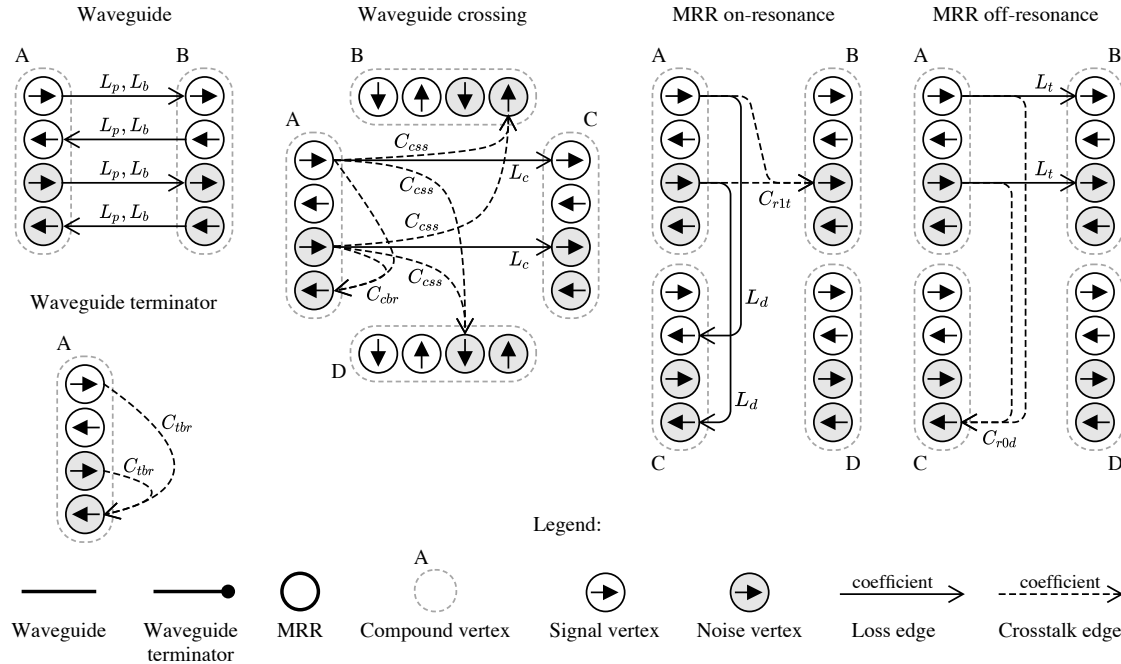 Waveguide
A
B
L_p, L_b
L_p, L_b
L_p, L_b
L_p, L_b
Waveguide terminator
A
C_tbr
C_tbr
Waveguide crossing
B
A
C
C_css
L_c
C_css
C_css
L_c
C_css
C_cbr
D
MRR on-resonance
A
B
C_r1t
L_d
L_d
C
D
MRR off-resonance
A
B
L_t
L_t
C_r0d
C
D
Legend:
A
coefficient
coefficient
Waveguide
Waveguide
terminator
MRR
Compound vertex
Signal vertex
Noise vertex
Loss edge
Crosstalk edge